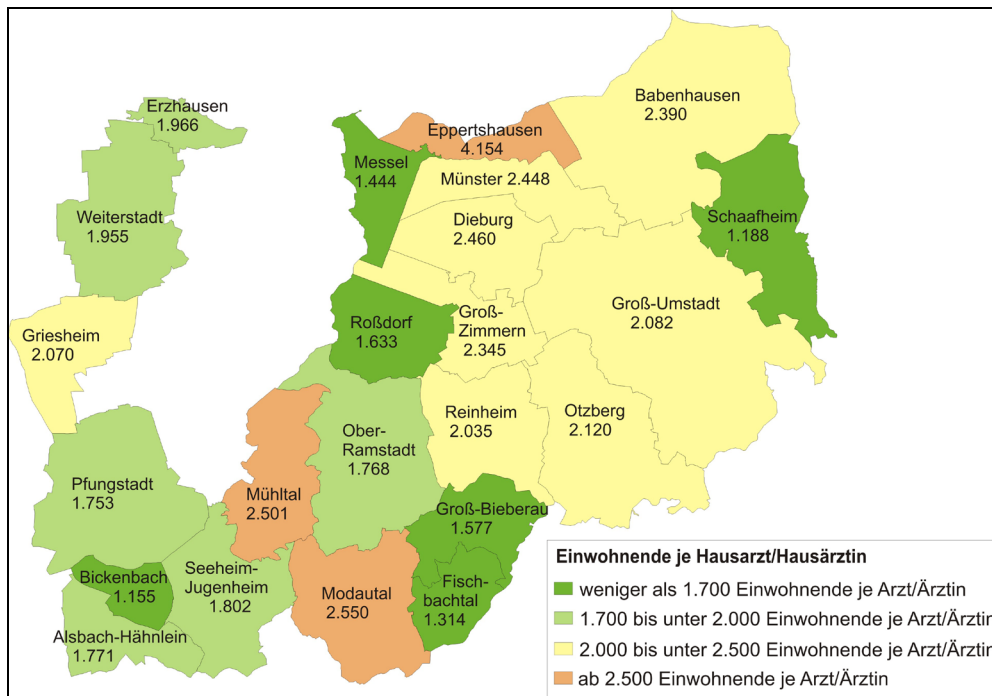 Erzhausen
1.966
Babenhausen
2.390
Eppertshausen
4.154
Messel
1.444
Münster 2.448
Weiterstadt
1.955
Dieburg
2.460
Schaafheim
1.188
Groß-Umstadt
2.082
Griesheim
2.070
Roßdorf
1.633
Groß-
Zimmern
2.345
Reinheim
2.035
Otzberg
2.120
Ober-
Ramstadt
1.768
Pfungstadt
1.753
Mühltal
2.501
Groß-Bieberau
1.577
Bickenbach
1.155
Seeheim-
Jugenheim
1.802
Modautal
2.550
Fisch-
bachtal
1.314
Alsbach-Hähnlein
1.771
Einwohnende je Hausarzt/Hausärztin
weniger als 1.700 Einwohnende je Arzt/Ärztin
1.700 bis unter 2.000 Einwohnende je Arzt/Ärztin
2.000 bis unter 2.500 Einwohnende je Arzt/Ärztin
ab 2.500 Einwohnende je Arzt/Ärztin